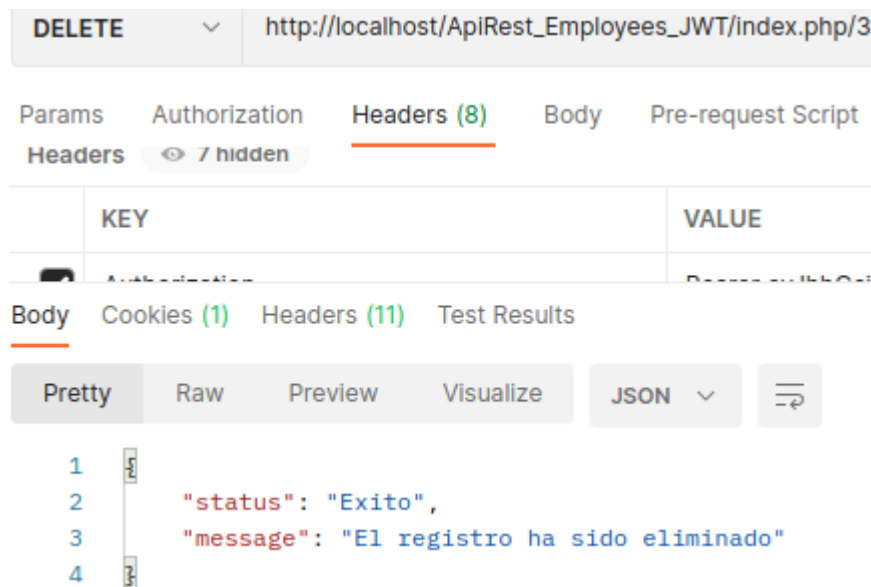 DELETE http://localhost/ApiRest_Employees_JWT/index.php/3
Params Authorization Headers (8) Body Pre-request Script
Headers 7 hidden
KEY VALUE
Authorization
Body Cookies (1) Headers (11) Test Results
Pretty Raw Preview Visualize JSON
1 {
2 "status": "Exito",
3 "message": "El registro ha sido eliminado"
4 }